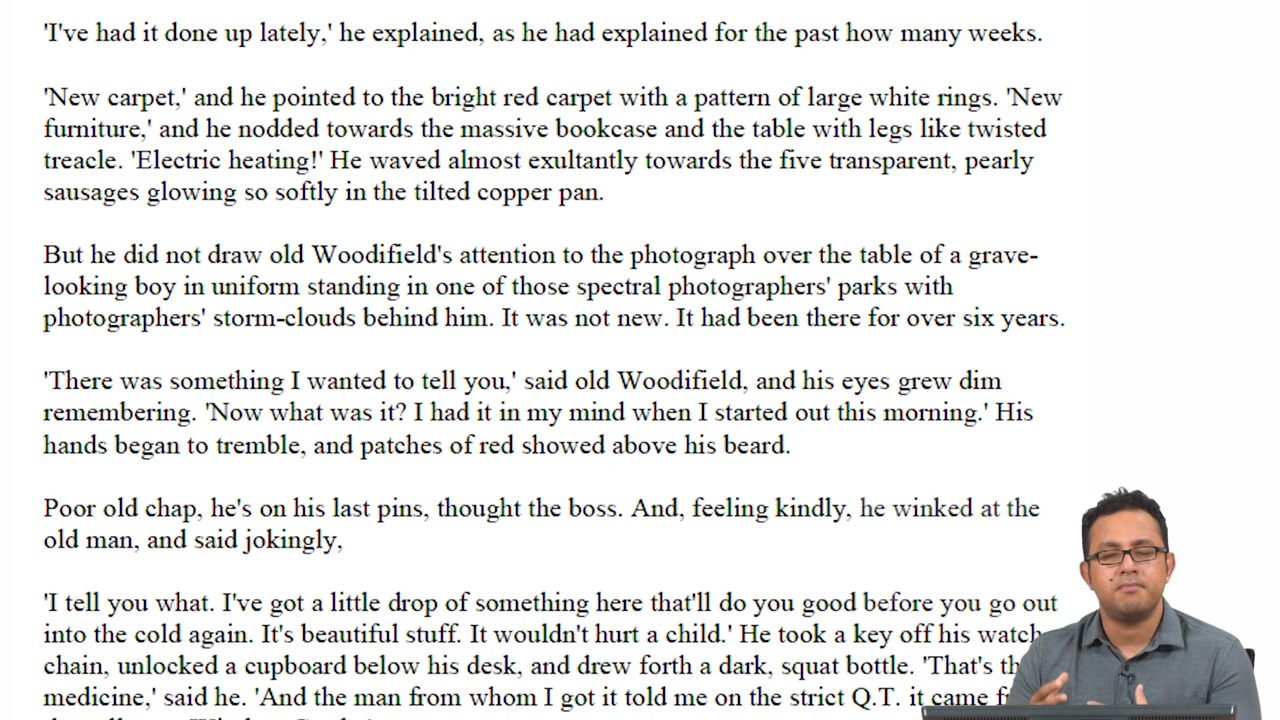 'I've had it done up lately,' he explained, as he had explained for the past how many weeks.
'New carpet,' and he pointed to the bright red carpet with a pattern of large white rings. 'New
furniture,' and he nodded towards the massive bookcase and the table with legs like twisted
treacle. 'Electric heating!' He waved almost exultantly towards the five transparent, pearly
sausages glowing so softly in the tilted copper pan.
But he did not draw old Woodifield's attention to the photograph over the table of a grave-
looking boy in uniform standing in one of those spectral photographers' parks with
photographers' storm-clouds behind him. It was not new. It had been there for over six years.
'There was something I wanted to tell you,' said old Woodifield, and his eyes grew dim
remembering. 'Now what was it? I had it in my mind when I started out this morning.' His
hands began to tremble, and patches of red showed above his beard.
Poor old chap, he's on his last pins, thought the boss. And, feeling kindly, he winked at the
old man, and said jokingly,
'I tell you what. I've got a little drop of something here that'll do you good before you go out
into the cold again. It's beautiful stuff. It wouldn't hurt a child.' He took a key off his watch
chain, unlocked a cupboard below his desk, and drew forth a dark, squat bottle. 'That's
medicine,' said he. 'And the man from whom I got it told me on the strict Q.T. it came